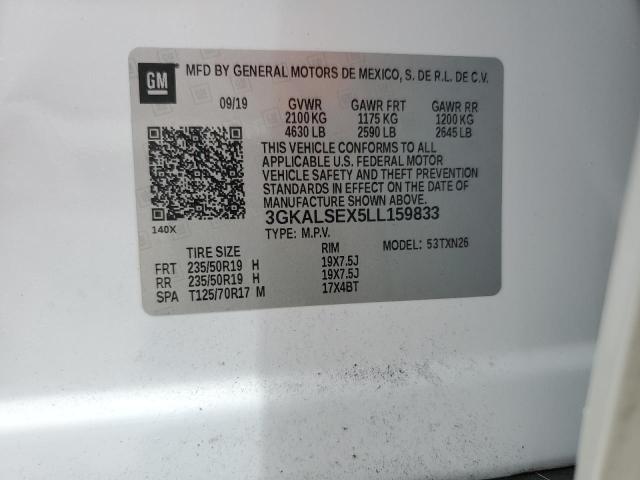 GM MFD BY GENERAL MOTORS DE MEXICO, S. DE R.L. DE C.V.
09/19 GVWR GAWR FRT GAWR RR
2100 KG 1175 KG 1200 KG
4630 LB 2590 LB 2645 LB
THIS VEHICLE CONFORMS TO ALL
APPLICABLE U.S. FEDERAL MOTOR
VEHICLE SAFETY AND THEFT PREVENTION
STANDARDS IN EFFECT ON THE DATE
OF MANUFACTURE SHOWN ABOVE.
3GKALSEX5LL159833
140X
TYPE: M.P.V. MODEL: 53TXN26
TIRE SIZE RIM
FRT 235/50R19 H 19X7.5J
RR 235/50R19 H 19X7.5J
SPA T125/70R17 M 17X4BT